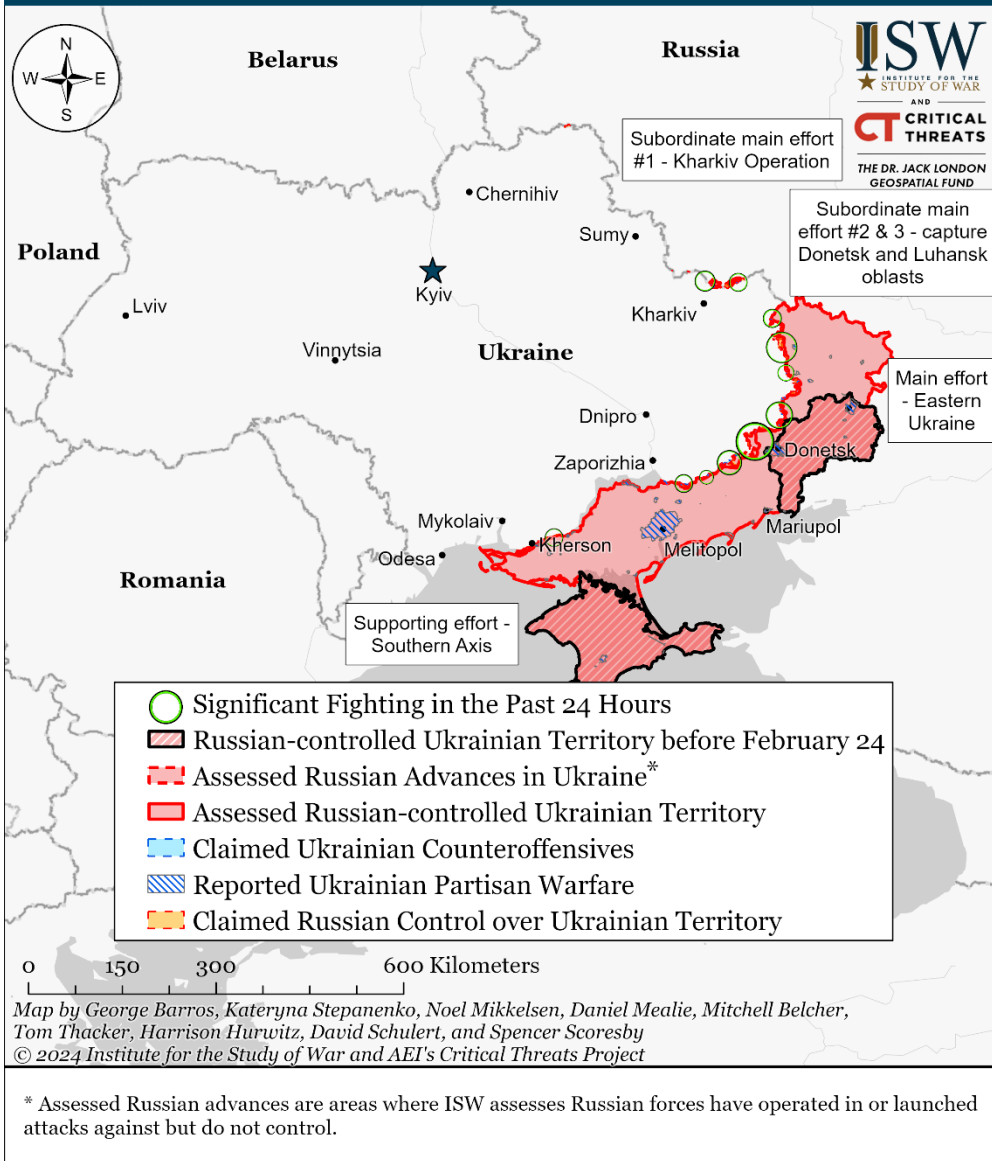 N
W
E
S
Belarus
Russia
ISW
INSTITUTE FOR THE
STUDY OF WAR
AND
CT CRITICAL
THREATS
THE DR. JACK LONDON
GEOSPATIAL FUND
Subordinate main effort
#1 - Kharkiv Operation
Subordinate main
effort #2 & 3 - capture
Donetsk and Luhansk
oblasts
Chernihiv
Sumy
Poland
Kyiv
Lviv
Kharkiv
Vinnytsia
Ukraine
Main effort
- Eastern
Ukraine
Dnipro
Donetsk
Zaporizhia
Mykolaiv
Mariupol
Kherson
Melitopol
Odesa
Romania
Supporting effort -
Southern Axis
Significant Fighting in the Past 24 Hours
Russian-controlled Ukrainian Territory before February 24
Assessed Russian Advances in Ukraine*
Assessed Russian-controlled Ukrainian Territory
Claimed Ukrainian Counteroffensives
Reported Ukrainian Partisan Warfare
Claimed Russian Control over Ukrainian Territory
0 150 300 600 Kilometers
Map by George Barros, Kateryna Stepanenko, Noel Mikkelsen, Daniel Mealie, Mitchell Belcher,
Tom Thacker, Harrison Hurwitz, David Schulert, and Spencer Scoresby
© 2024 Institute for the Study of War and AEI's Critical Threats Project
* Assessed Russian advances are areas where ISW assesses Russian forces have operated in or launched
attacks against but do not control.